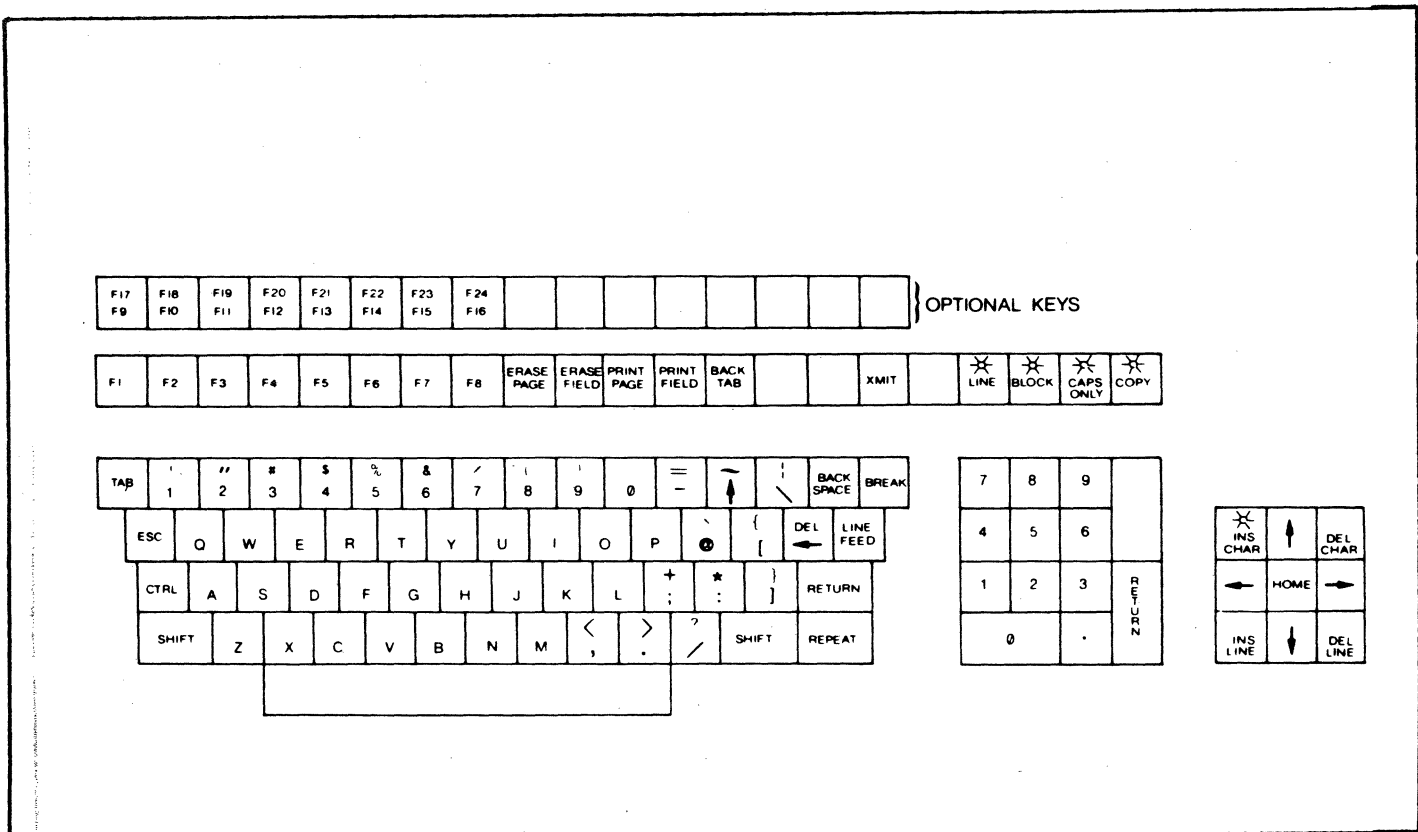 F17 F18 F19 F20 F21 F22 F23 F24
F9 F10 F11 F12 F13 F14 F15 F16
OPTIONAL KEYS
F1 F2 F3 F4 F5 F6 F7 F8 ERASE PAGE ERASE FIELD PRINT PAGE PRINT FIELD BACK TAB XMIT LINE BLOCK CAPS ONLY COPY
TAB ! 1 " 2 # 3 $ 4 % 5 & 6 ' 7 ( 8 9 0 = - ~ ↑ ¦ \ BACK SPACE BREAK
ESC Q W E R T Y U I O P ` @ { [ DEL ← LINE FEED
CTRL A S D F G H J K L + ; * : } ] RETURN
SHIFT Z X C V B N M < , > . ? / SHIFT REPEAT
7 8 9
4 5 6
1 2 3 RETURN
0 .
INS CHAR ↑ DEL CHAR
← HOME →
INS LINE ↓ DEL LINE